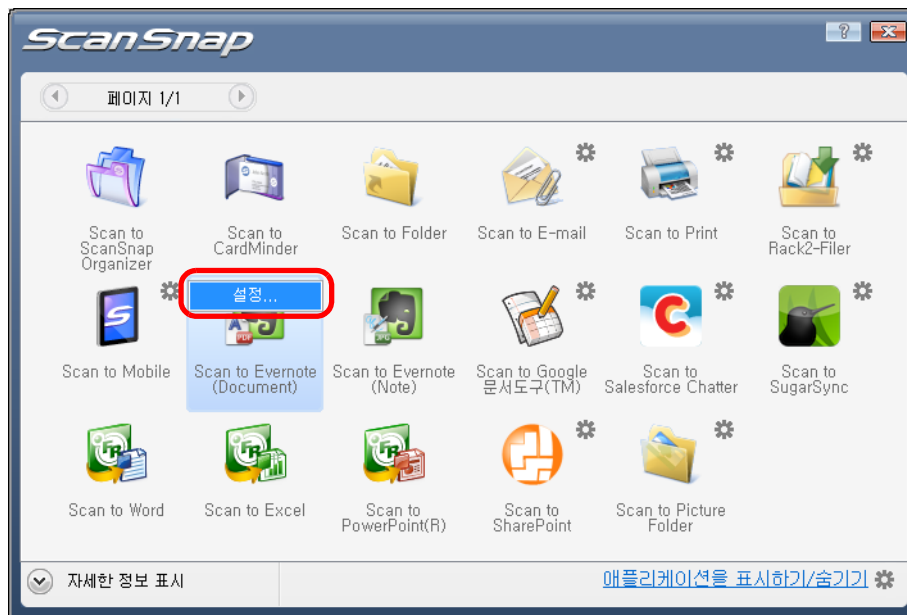 ScanSnap
?
페이지 1/1
Scan to
ScanSnap
Organizer
Scan to
CardMinder
Scan to Folder
Scan to E-mail
Scan to Print
Scan to
Rack2-Filer
설정...
Scan to Mobile
Scan to Evernote
(Document)
Scan to Evernote
(Note)
Scan to Google
문서도구(TM)
Scan to
Salesforce Chatter
Scan to
SugarSync
Scan to Word
Scan to Excel
Scan to
PowerPoint(R)
Scan to
SharePoint
Scan to Picture
Folder
자세한 정보 표시
애플리케이션을 표시하기/숨기기